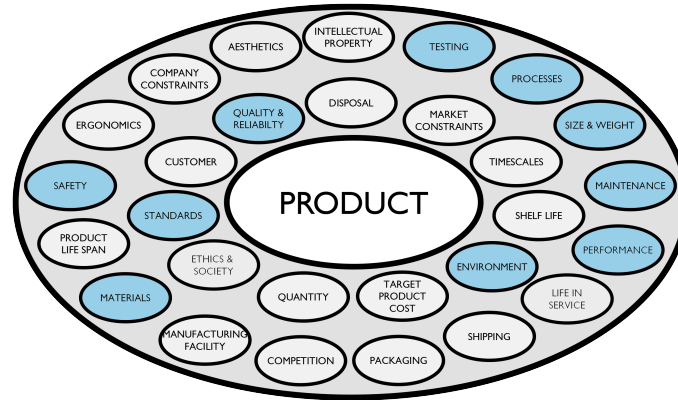 INTELLECTUAL
PROPERTY
AESTHETICS
TESTING
COMPANY
CONSTRAINTS
PROCESSES
QUALITY &
RELIABILTY
DISPOSAL
MARKET
CONSTRAINTS
ERGONOMICS
SIZE & WEIGHT
CUSTOMER
TIMESCALES
SAFETY
MAINTENANCE
PRODUCT
STANDARDS
SHELF LIFE
PRODUCT
LIFE SPAN
PERFORMANCE
ETHICS &
SOCIETY
ENVIRONMENT
MATERIALS
QUANTITY
TARGET
PRODUCT
COST
LIFE IN
SERVICE
MANUFACTURING
FACILITY
SHIPPING
COMPETITION
PACKAGING